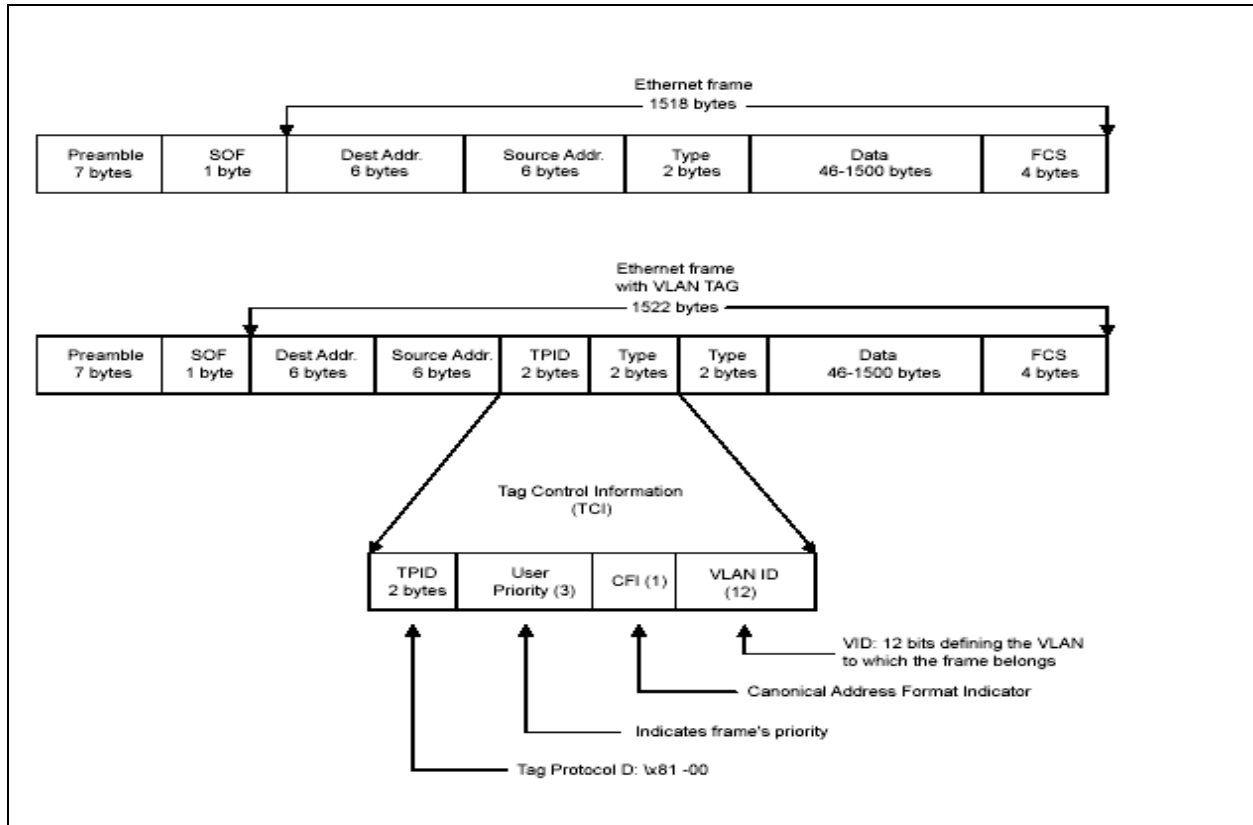 Ethernet frame
1518 bytes
Preamble
7 bytes
SOF
1 byte
Dest Addr.
6 bytes
Source Addr.
6 bytes
Type
2 bytes
Data
46-1500 bytes
FCS
4 bytes
Ethernet frame
with VLAN TAG
1522 bytes
Preamble
7 bytes
SOF
1 byte
Dest Addr.
6 bytes
Source Addr.
6 bytes
TPID
2 bytes
Type
2 bytes
Type
2 bytes
Data
46-1500 bytes
FCS
4 bytes
Tag Control Information
(TCI)
TPID
2 bytes
User
Priority (3)
CFI (1)
VLAN ID
(12)
VID: 12 bits defining the VLAN
to which the frame belongs
Canonical Address Format Indicator
Indicates frame's priority
Tag Protocol D: \x81 -00